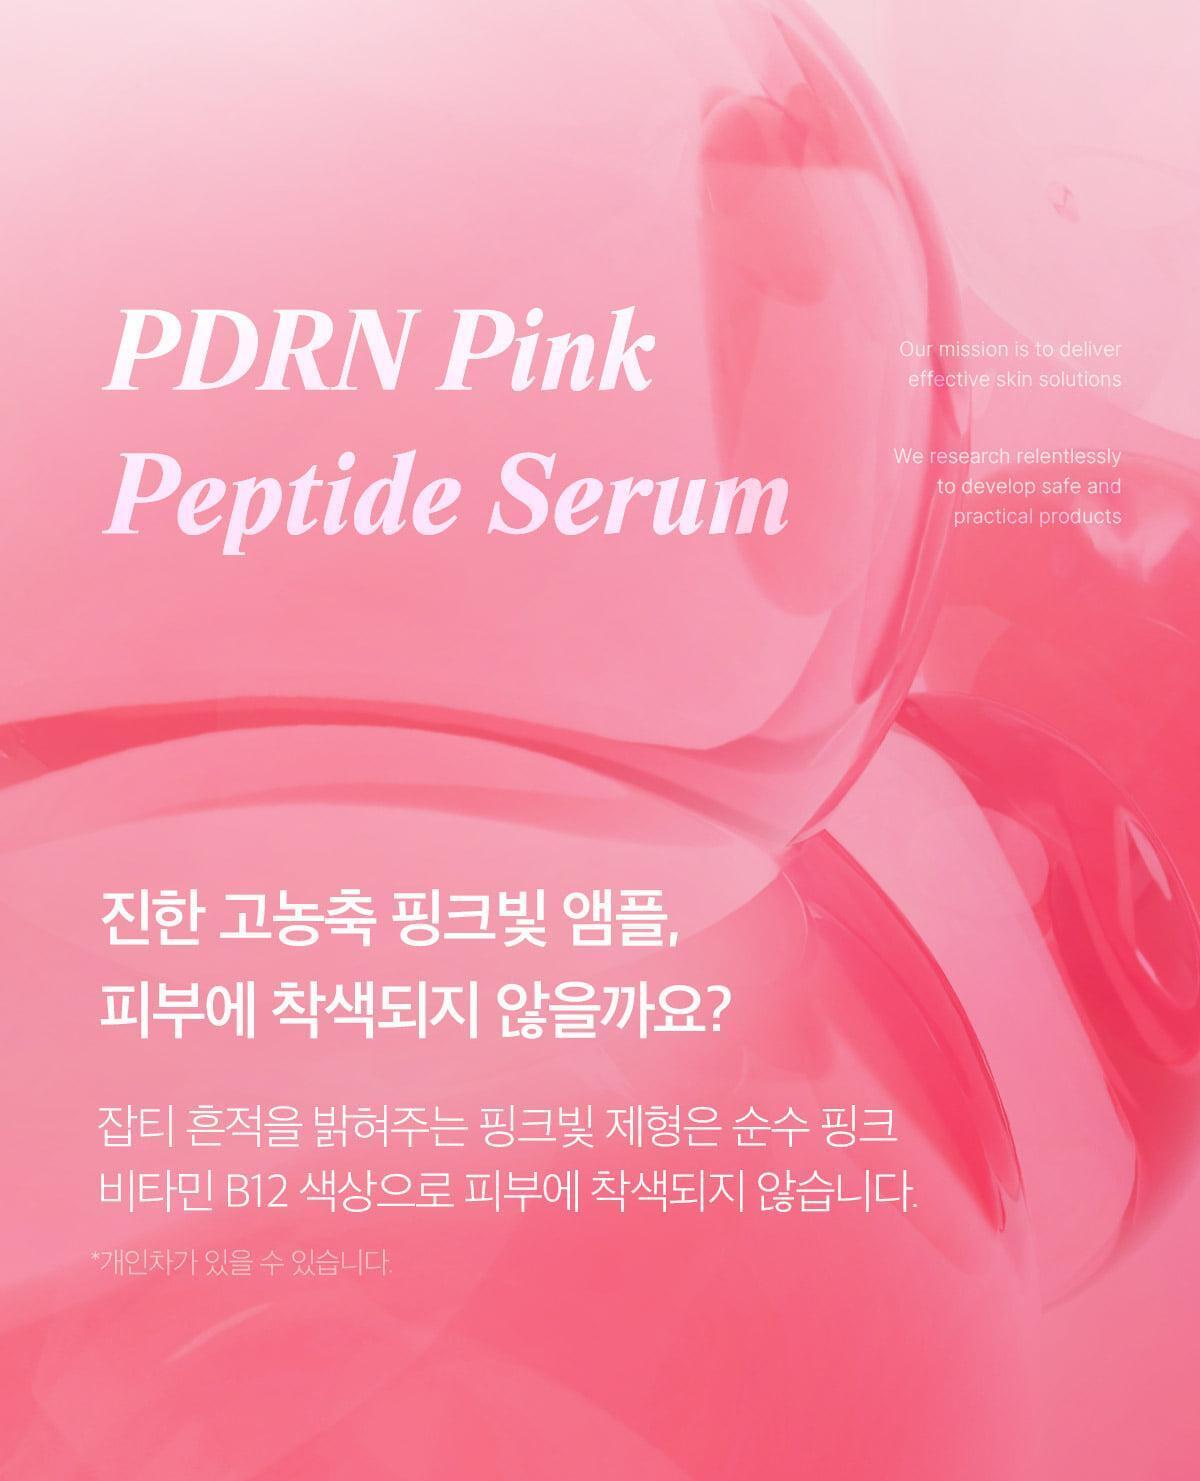 PDRN Pink
Peptide Serum
Our mission is to deliver
effective skin solutions
We research relentlessly
to develop safe and
practical products
진한 고농축 핑크빛 앰플,
피부에 착색되지 않을까요?
잡티 흔적을 밝혀주는 핑크빛 제형은 순수 핑크
비타민 B12 색상으로 피부에 착색되지 않습니다.
*개인차가 있을 수 있습니다.